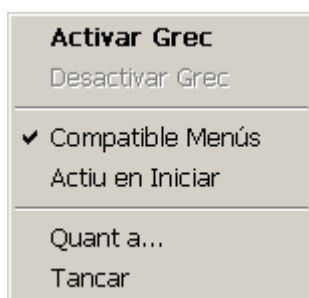 Activar Grec
Desactivar Grec
Compatible Menús
Actiu en Iniciar
Quant a...
Tancar